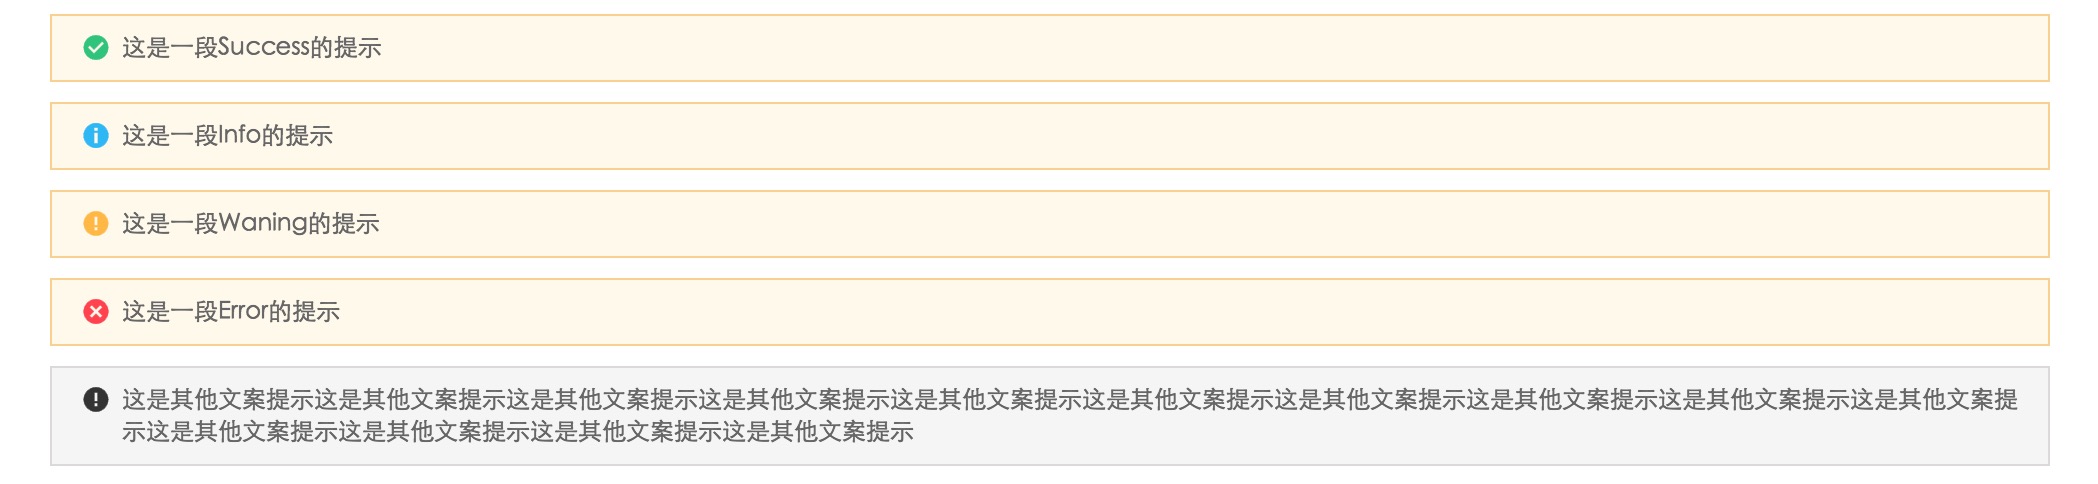 这是一段Success的提示
这是一段Info的提示
这是一段Waning的提示
这是一段Error的提示
这是其他文案提示这是其他文案提示这是其他文案提示这是其他文案提示这是其他文案提示这是其他文案提示这是其他文案提示这是其他文案提示这是其他文案提示这是其他文案提
示这是其他文案提示这是其他文案提示这是其他文案提示这是其他文案提示